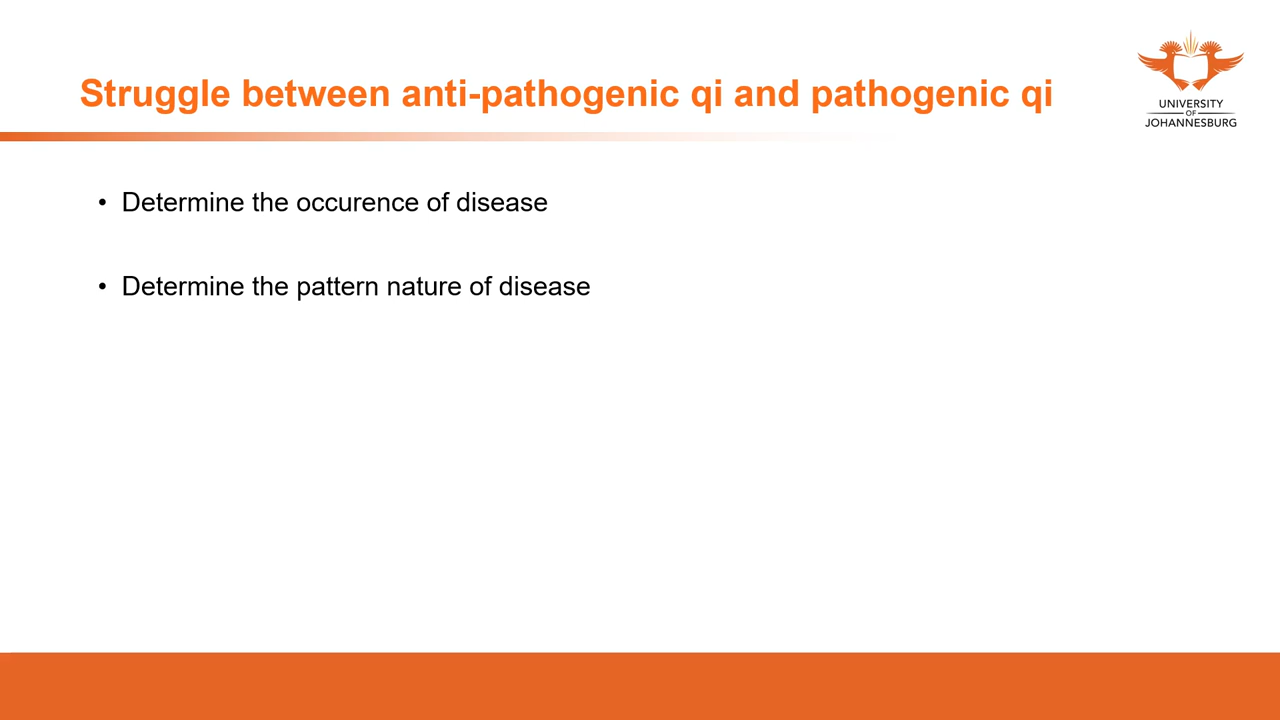 Struggle between anti-pathogenic qi and pathogenic qi
UNIVERSITY
OF
JOHANNESBURG
• Determine the occurence of disease
• Determine the pattern nature of disease